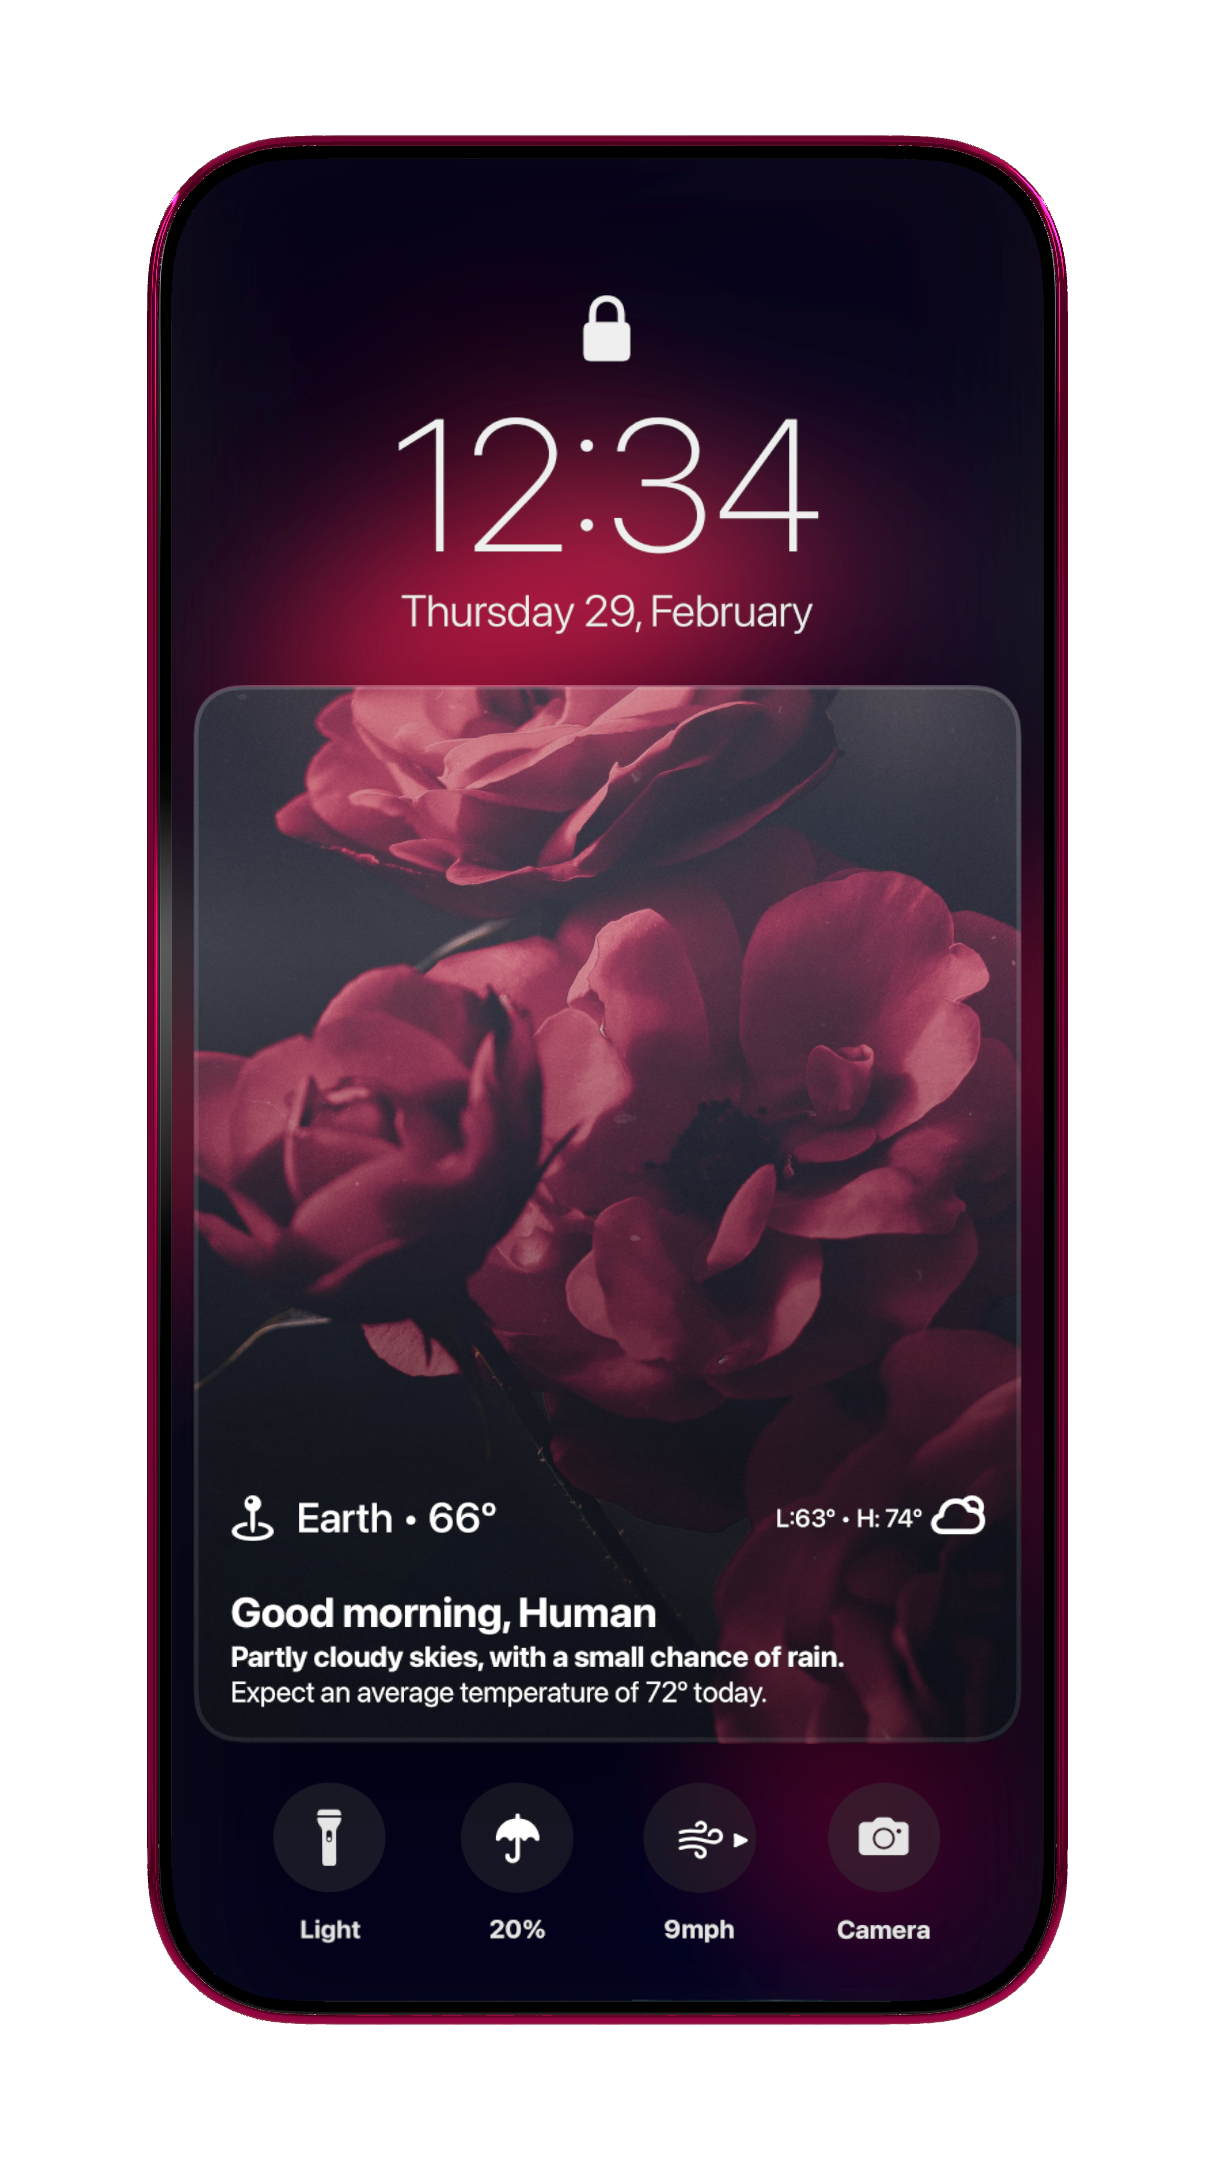 12:34
Thursday 29, February
Earth • 66°
L:63° • H: 74°
Good morning, Human
Partly cloudy skies, with a small chance of rain.
Expect an average temperature of 72° today.
Light
20%
9mph
Camera